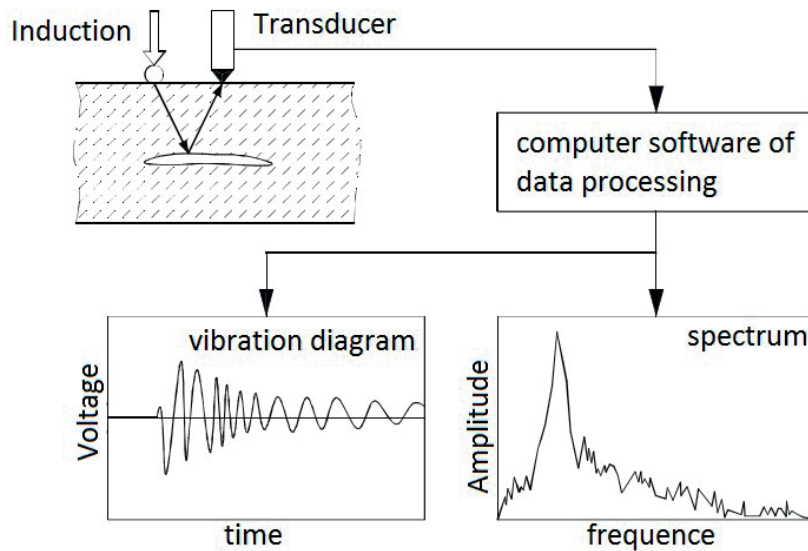 Induction
Transducer
computer software of
data processing
vibration diagram
Voltage
time
spectrum
Amplitude
frequence